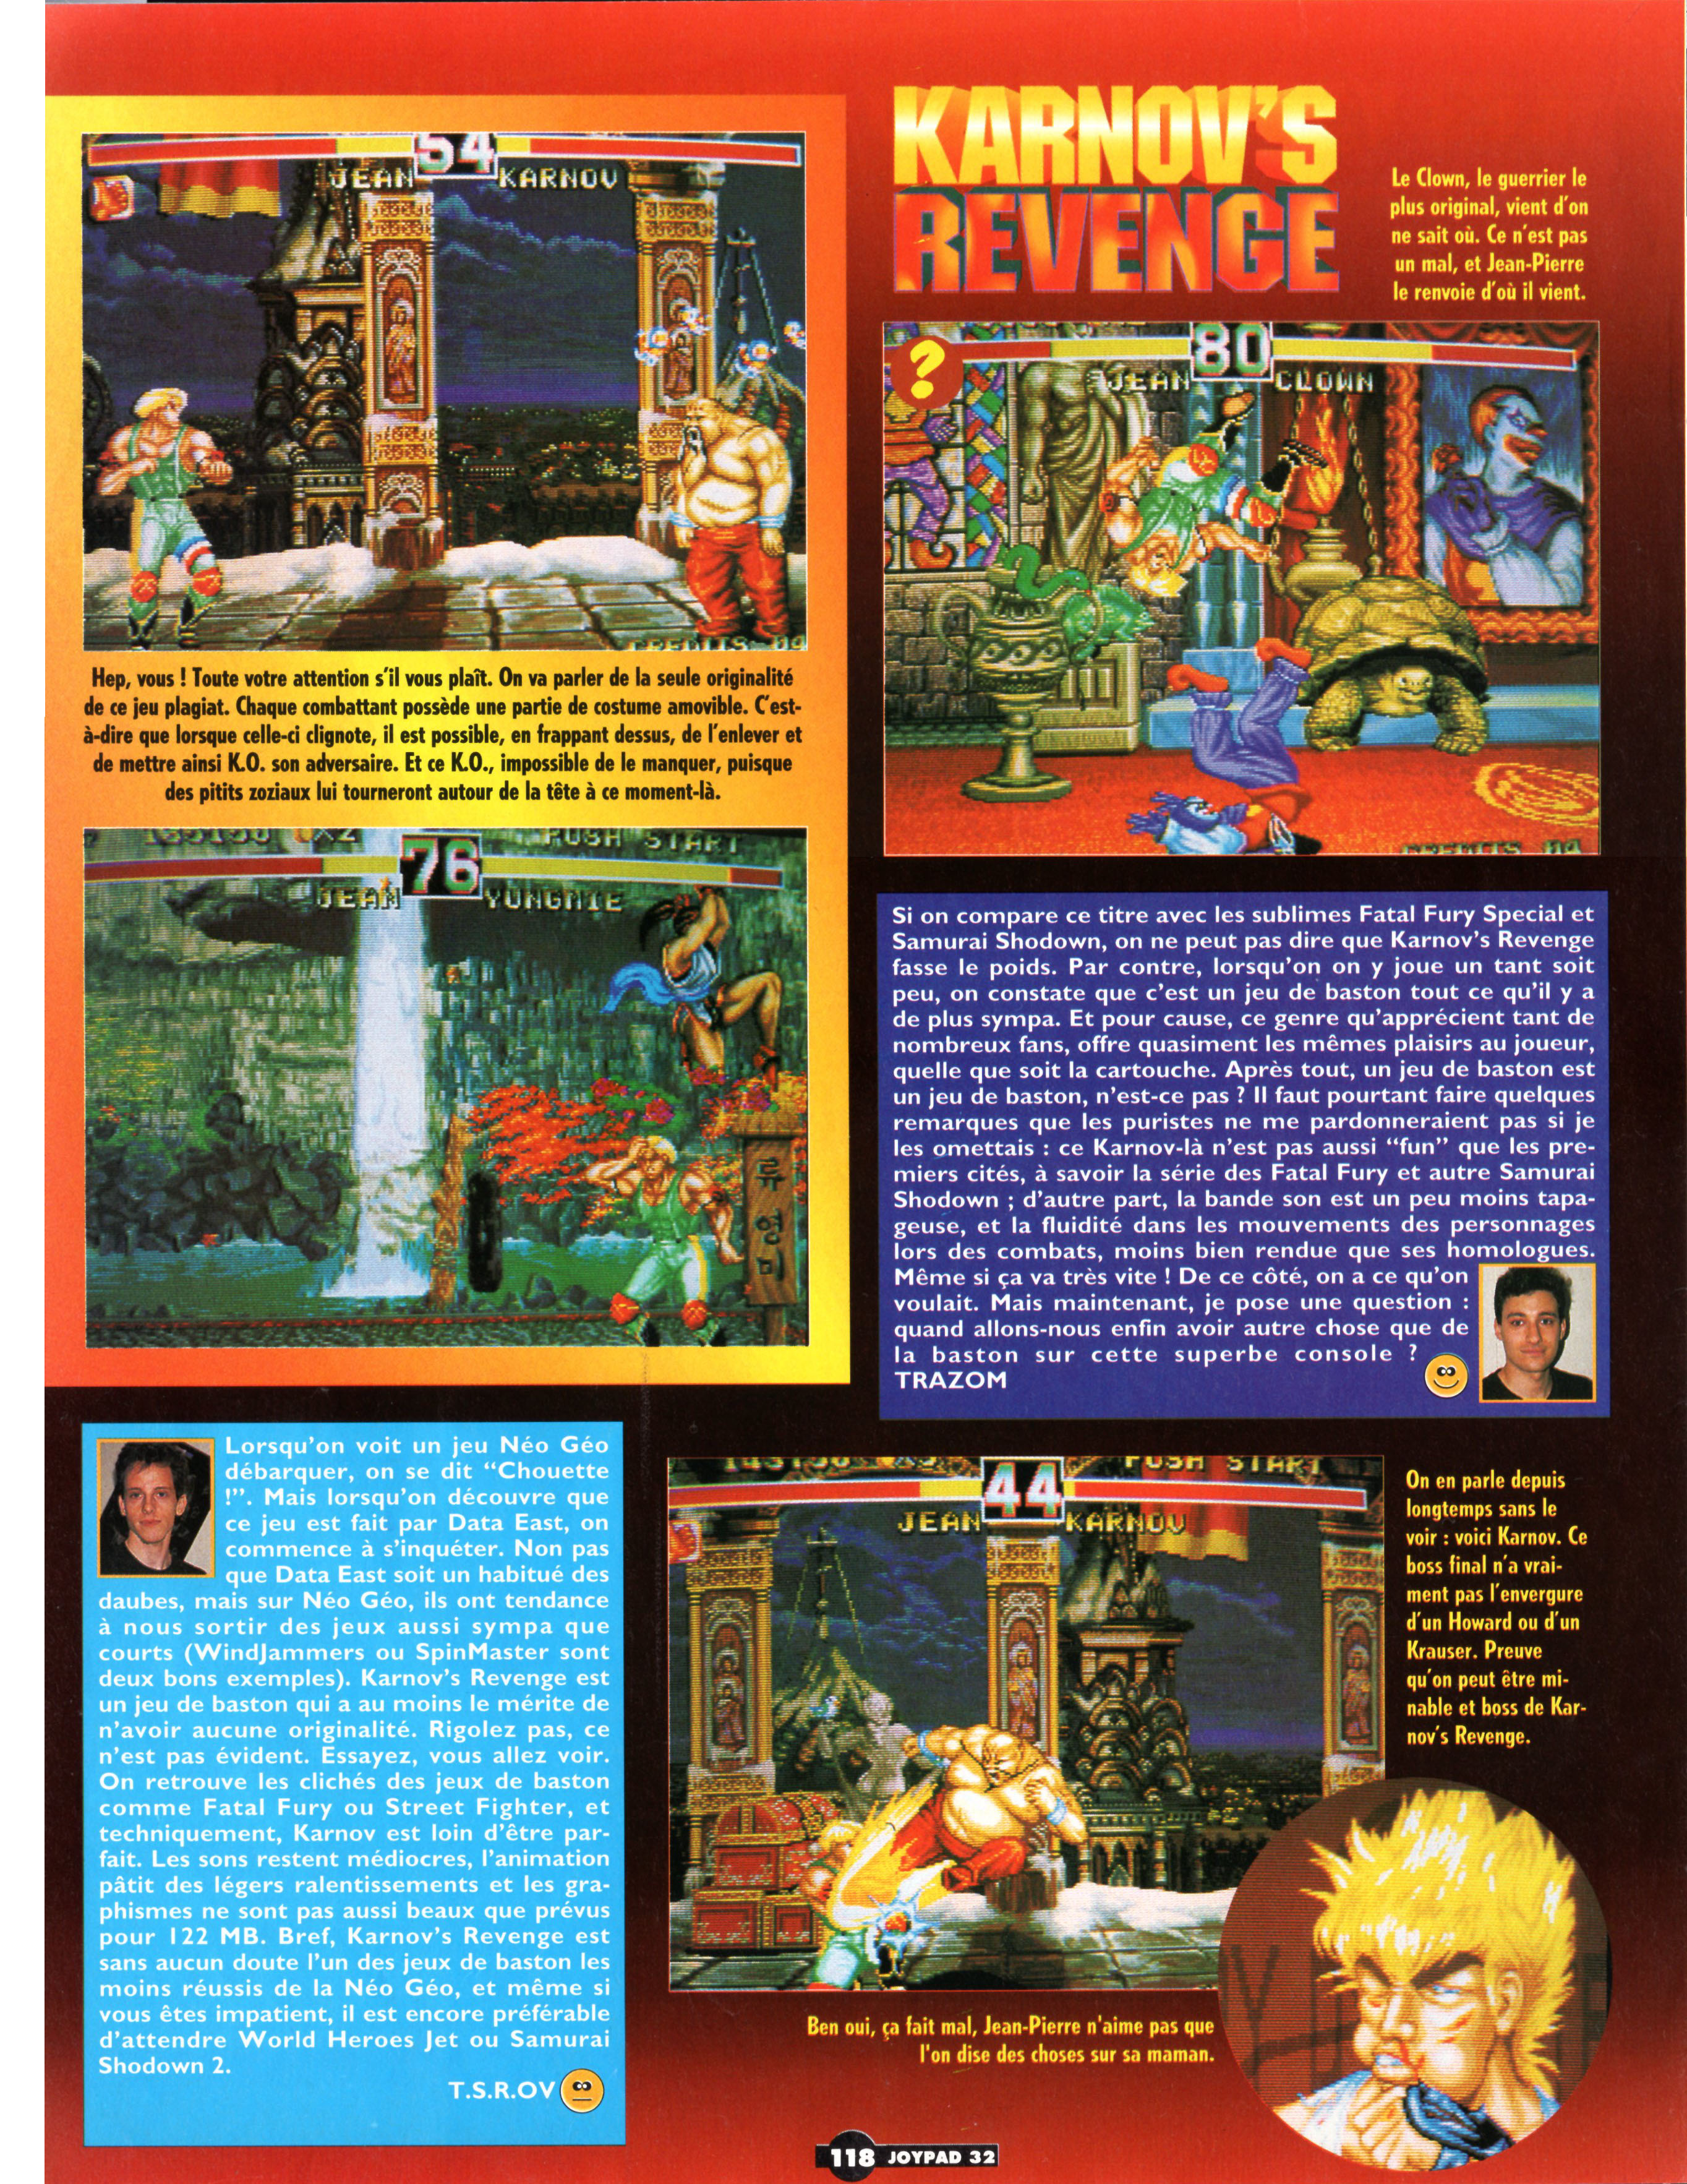 54
JEAN KARNOV
CREDITS 09
Hep, vous ! Toute votre attention s'il vous plaît. On va parler de la seule originalité
de ce jeu plagiat. Chaque combattant possède une partie de costume amovible. C'est-
à-dire que lorsque celle-ci clignote, il est possible, en frappant dessus, de l'enlever et
de mettre ainsi K.O. son adversaire. Et ce K.O., impossible de le manquer, puisque
des pitits zoziaux lui tourneront autour de la tête à ce moment-là.
X2 PUSH START
76
JEAN YUNGMIE
류
영
미
KARNOV'S
REVENGE
Le Clown, le guerrier le
plus original, vient d'on
ne sait où. Ce n'est pas
un mal, et Jean-Pierre
le renvoie d'où il vient.
?
80
JEAN CLOWN
CREDITS 09
Si on compare ce titre avec les sublimes Fatal Fury Special et
Samurai Shodown, on ne peut pas dire que Karnov's Revenge
fasse le poids. Par contre, lorsqu'on on y joue un tant soit
peu, on constate que c'est un jeu de baston tout ce qu'il y a
de plus sympa. Et pour cause, ce genre qu'apprécient tant de
nombreux fans, offre quasiment les mêmes plaisirs au joueur,
quelle que soit la cartouche. Après tout, un jeu de baston est
un jeu de baston, n'est-ce pas ? Il faut pourtant faire quelques
remarques que les puristes ne me pardonneraient pas si je
les omettais : ce Karnov-là n'est pas aussi “fun” que les pre-
miers cités, à savoir la série des Fatal Fury et autre Samurai
Shodown ; d'autre part, la bande son est un peu moins tapa-
geuse, et la fluidité dans les mouvements des personnages
lors des combats, moins bien rendue que ses homologues.
Même si ça va très vite ! De ce côté, on a ce qu'on
voulait. Mais maintenant, je pose une question :
quand allons-nous enfin avoir autre chose que de
la baston sur cette superbe console ?
TRAZOM
Lorsqu'on voit un jeu Néo Géo
débarquer, on se dit “Chouette
!”. Mais lorsqu'on découvre que
ce jeu est fait par Data East, on
commence à s'inquéter. Non pas
que Data East soit un habitué des
daubes, mais sur Néo Géo, ils ont tendance
à nous sortir des jeux aussi sympa que
courts (WindJammers ou SpinMaster sont
deux bons exemples). Karnov's Revenge est
un jeu de baston qui a au moins le mérite de
n'avoir aucune originalité. Rigolez pas, ce
n'est pas évident. Essayez, vous allez voir.
On retrouve les clichés des jeux de baston
comme Fatal Fury ou Street Fighter, et
techniquement, Karnov est loin d'être par-
fait. Les sons restent médiocres, l'animation
pâtit des légers ralentissements et les gra-
phismes ne sont pas aussi beaux que prévus
pour 122 MB. Bref, Karnov's Revenge est
sans aucun doute l'un des jeux de baston les
moins réussis de la Néo Géo, et même si
vous êtes impatient, il est encore préférable
d'attendre World Heroes Jet ou Samurai
Shodown 2.
T.S.R.OV
PUSH START
44
JEAN KARNOV
On en parle depuis
longtemps sans le
voir : voici Karnov. Ce
boss final n'a vrai-
ment pas l'envergure
d'un Howard ou d'un
Krauser. Preuve
qu'on peut être mi-
nable et boss de Kar-
nov's Revenge.
Ben oui, ça fait mal, Jean-Pierre n'aime pas que
l'on dise des choses sur sa maman.
118 JOYPAD 32